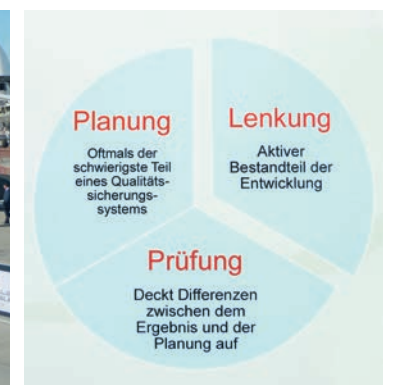 Planung
Oftmals der
schwierigste Teil
eines Qualitäts-
sicherungs-
systems
Lenkung
Aktiver
Bestandteil der
Entwicklung
Prüfung
Deckt Differenzen
zwischen dem
Ergebnis und der
Planung auf